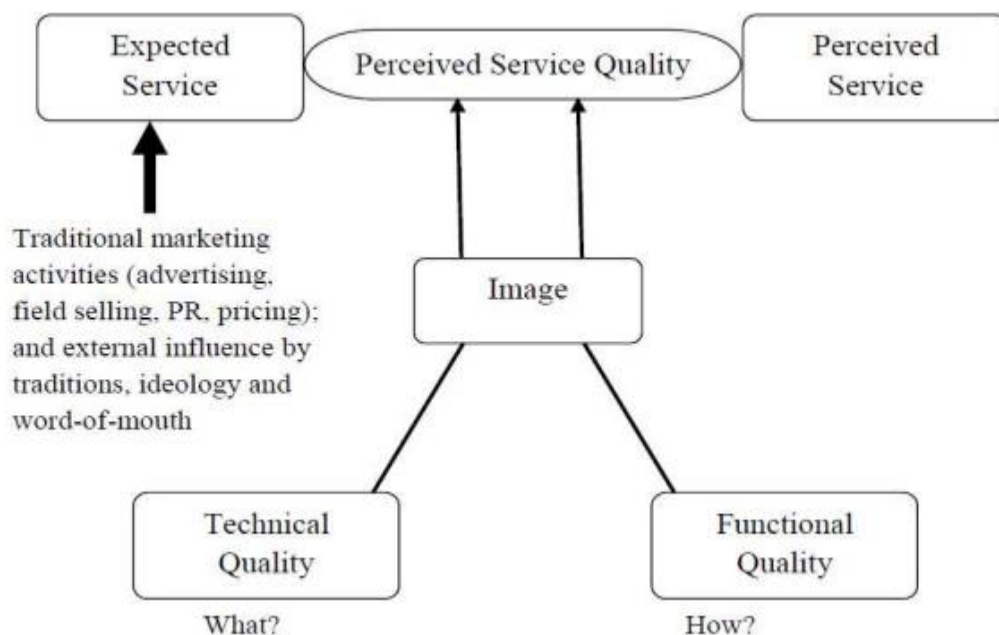 Expected
Service
Perceived Service Quality
Perceived
Service
Traditional marketing
activities (advertising,
field selling, PR, pricing);
and external influence by
traditions, ideology and
word-of-mouth
Image
Technical
Quality
Functional
Quality
What?
How?